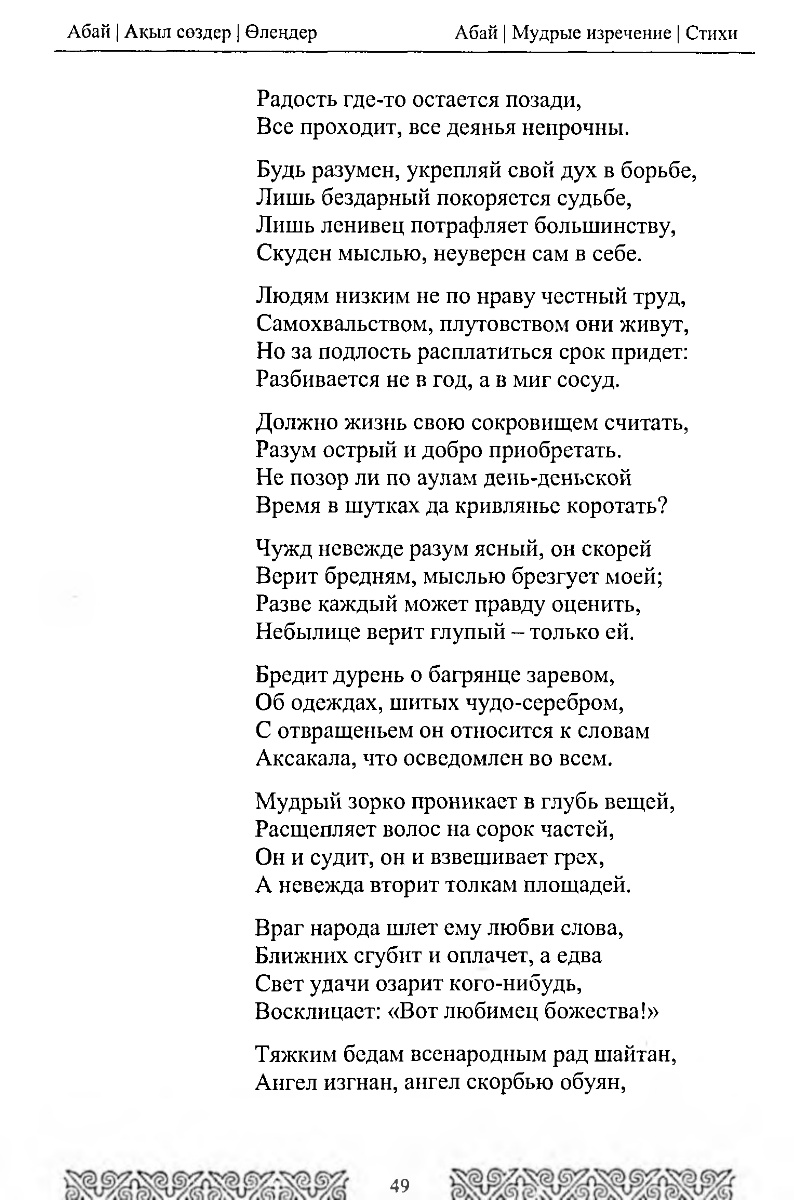 Абай | Ақыл сөздер | Өлеңдер
Абай | Мудрые изречение | Стихи
Радость где-то остается позади,
Все проходит, все деянья непрочны.
Будь разумен, укрепляй свой дух в борьбе,
Лишь бездарный покоряется судьбе,
Лишь ленивец потрафляет большинству,
Скуден мыслью, неуверен сам в себе.
Людям низким не по нраву честный труд,
Самохвальством, плутовством они живут,
Но за подлость расплатиться срок придет:
Разбивается не в год, а в миг сосуд.
Должно жизнь свою сокровищем считать,
Разум острый и добро приобретать.
Не позор ли по аулам день-деньской
Время в шутках да кривлянье коротать?
Чужд невежде разум ясный, он скорей
Верит бредням, мыслью брезгует моей;
Разве каждый может правду оценить,
Небылице верит глупый – только ей.
Бредит дурень о багрянце заревом,
Об одеждах, шитых чудо-серебром,
С отвращеньем он относится к словам
Аксакала, что осведомлен во всем.
Мудрый зорко проникает в глубь вещей,
Расщепляет волос на сорок частей,
Он и судит, он и взвешивает грех,
А невежда вторит толкам площадей.
Враг народа шлет ему любви слова,
Ближних сгубит и оплачет, а едва
Свет удачи озарит кого-нибудь,
Восклицает: «Вот любимец божества!»
Тяжким бедам всенародным рад шайтан,
Ангел изгнан, ангел скорбью обуян,
49